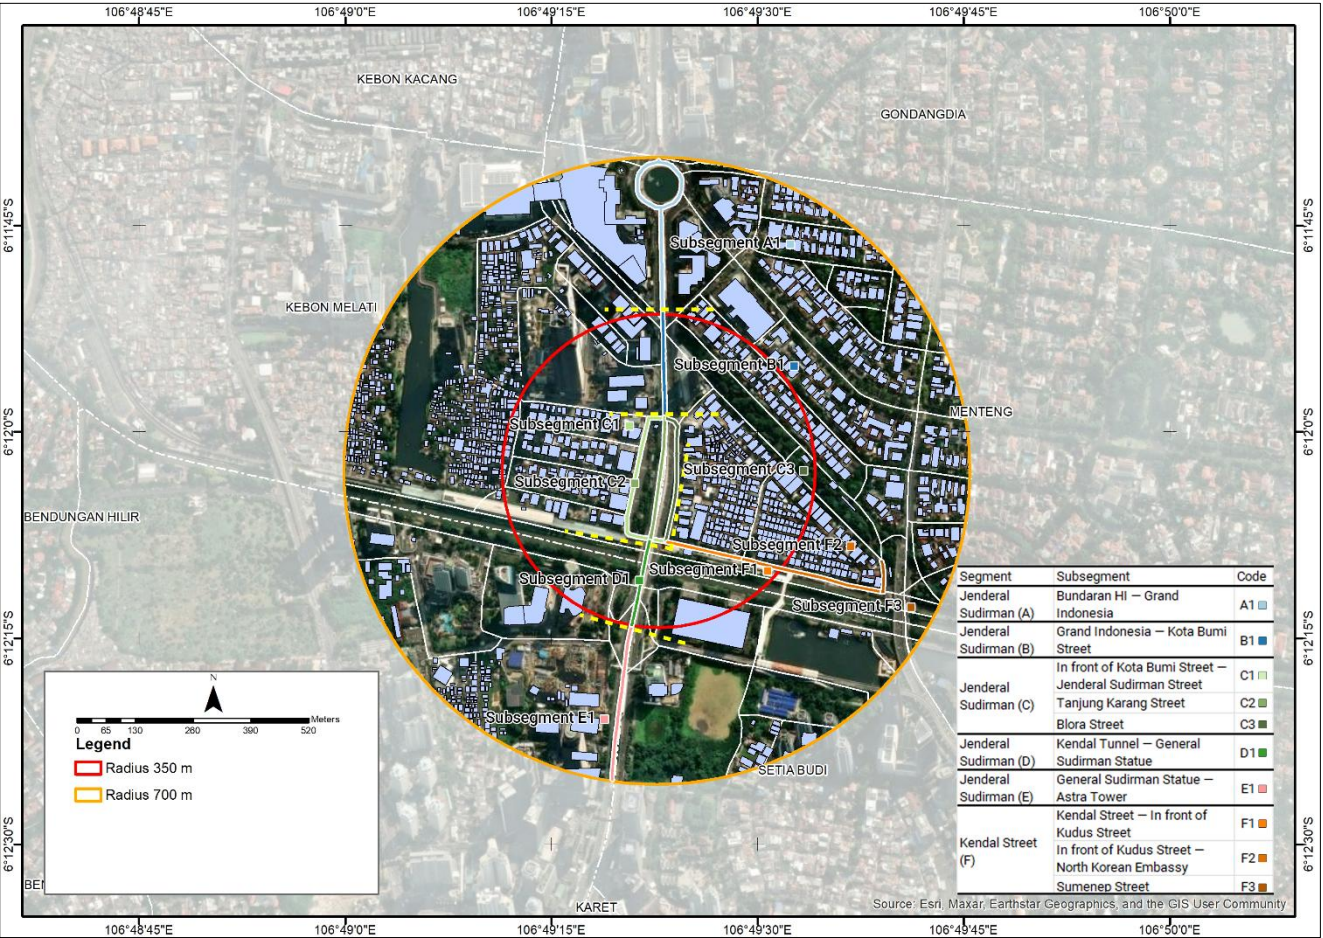 106°48'45"E
106°49'0"E
106°49'15"E
106°49'30"E
106°49'45"E
106°50'0"E
KEBON KACANG
GONDANGDIA
6°11'45"S
6°11'45"S
Subsegment A1
KEBON MELATI
Subsegment B1
MENTENG
Subsegment C1
6°12'0"S
6°12'0"S
Subsegment C3
Subsegment C2
BENDUNGAN HILIR
Subsegment F2
Subsegment F1
Subsegment D1
Subsegment F3
6°12'15"S
6°12'15"S
Subsegment E1
SETIA BUDI
Segment Subsegment Code
Jenderal
Sudirman (A)
Bundaran HI – Grand
Indonesia
A1
Jenderal
Sudirman (B)
Grand Indonesia – Kota Bumi
Street
B1
Jenderal
Sudirman (C)
In front of Kota Bumi Street –
Jenderal Sudirman Street
C1
Tanjung Karang Street
C2
Blora Street
C3
Jenderal
Sudirman (D)
Kendal Tunnel – General
Sudirman Statue
D1
Jenderal
Sudirman (E)
General Sudirman Statue –
Astra Tower
E1
Kendal Street
(F)
Kendal Street – In front of
Kudus Street
F1
In front of Kudus Street –
North Korean Embassy
F2
Sumenep Street
F3
N
Meters
0 65 130 260 390 520
Legend
Radius 350 m
Radius 700 m
6°12'30"S
6°12'30"S
BEN
KARET
Source: Esri, Maxar, Earthstar Geographics, and the GIS User Community
106°48'45"E
106°49'0"E
106°49'15"E
106°49'30"E
106°49'45"E
106°50'0"E